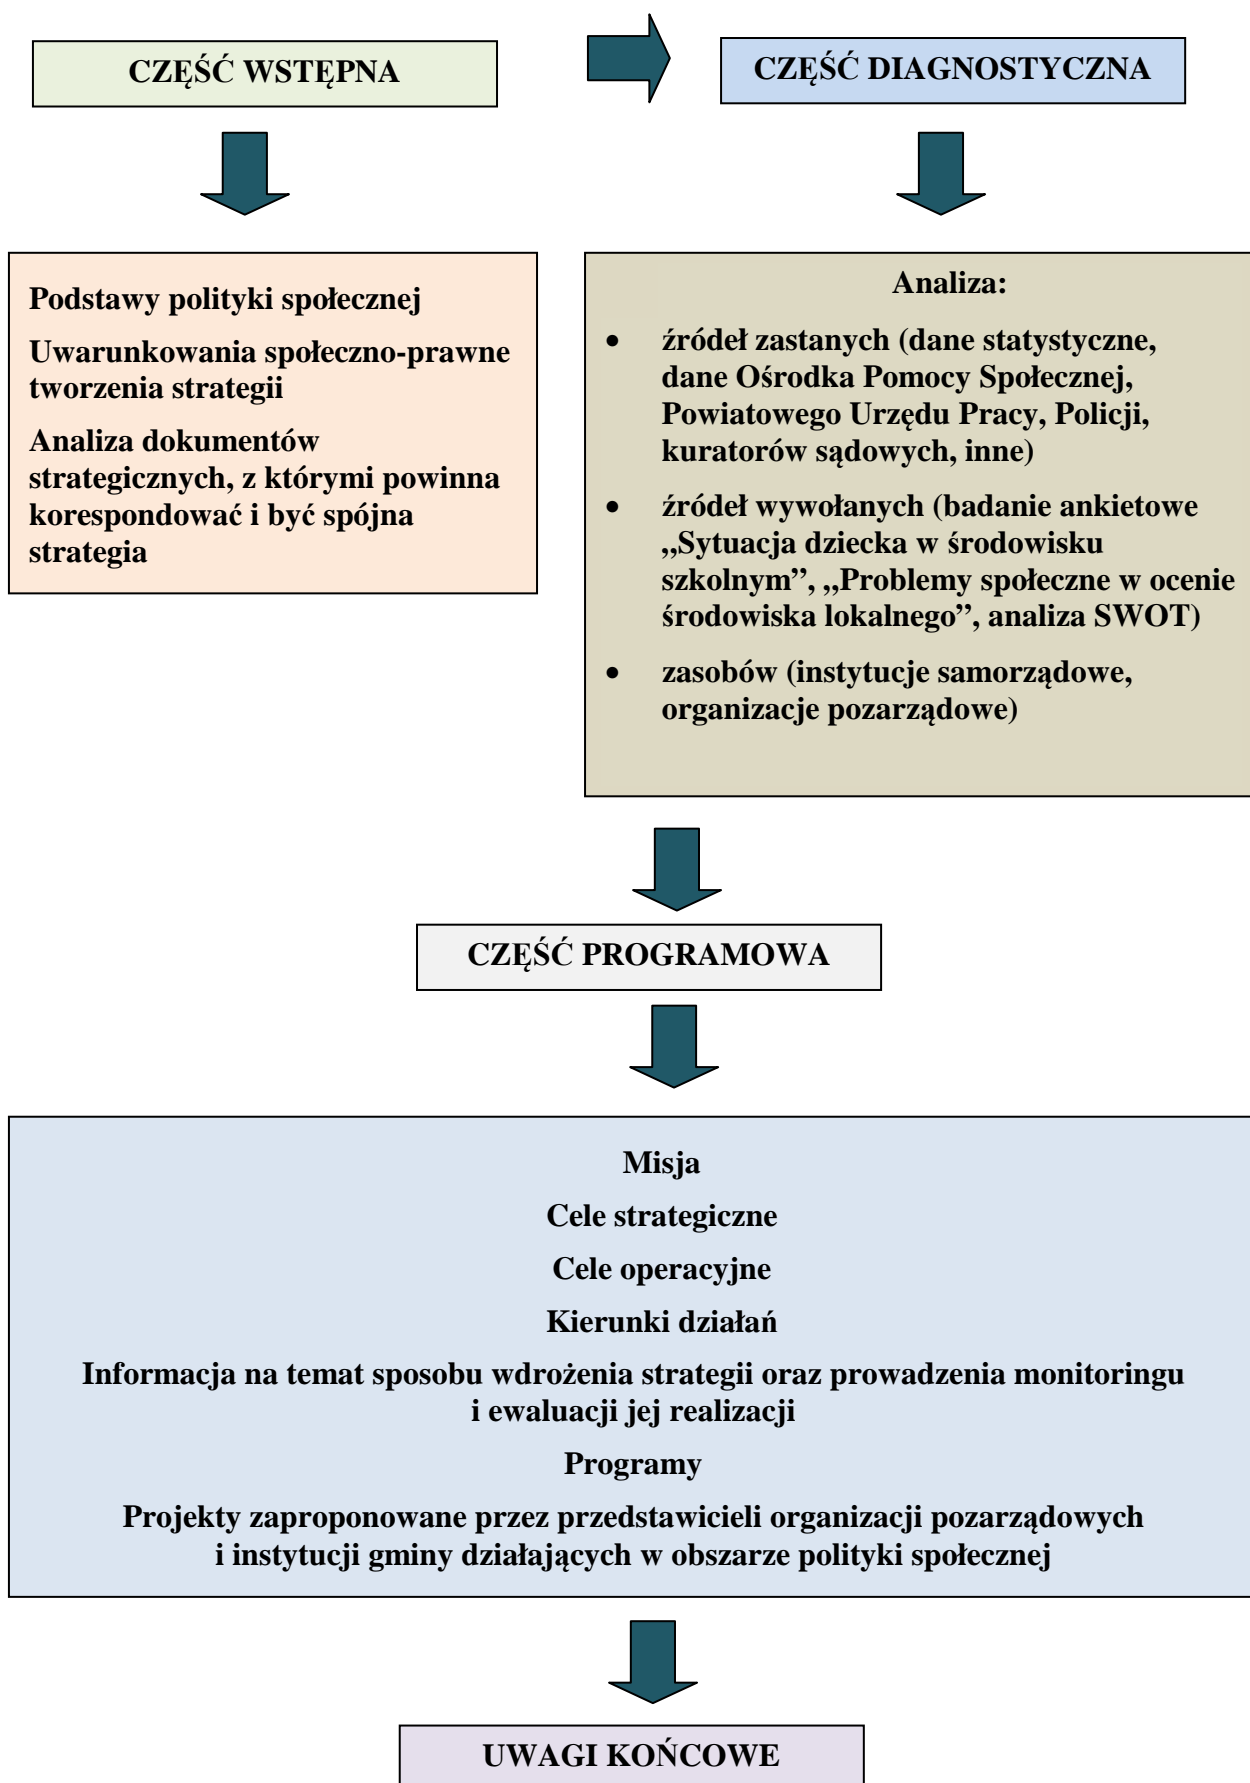 CZĘŚĆ WSTĘPNA
CZĘŚĆ DIAGNOSTYCZNA
Podstawy polityki społecznej
Uwarunkowania społeczno-prawne
tworzenia strategii
Analiza dokumentów
strategicznych, z którymi powinna
korespondować i być spójna
strategia
Analiza:
• źródeł zastanych (dane statystyczne,
dane Ośrodka Pomocy Społecznej,
Powiatowego Urzędu Pracy, Policji,
kuratorów sądowych, inne)
• źródeł wywołanych (badanie ankietowe
„Sytuacja dziecka w środowisku
szkolnym”, „Problemy społeczne w ocenie
środowiska lokalnego”, analiza SWOT)
• zasobów (instytucje samorządowe,
organizacje pozarządowe)
CZĘŚĆ PROGRAMOWA
Misja
Cele strategiczne
Cele operacyjne
Kierunki działań
Informacja na temat sposobu wdrożenia strategii oraz prowadzenia monitoringu
i ewaluacji jej realizacji
Programy
Projekty zaproponowane przez przedstawicieli organizacji pozarządowych
i instytucji gminy działających w obszarze polityki społecznej
UWAGI KOŃCOWE